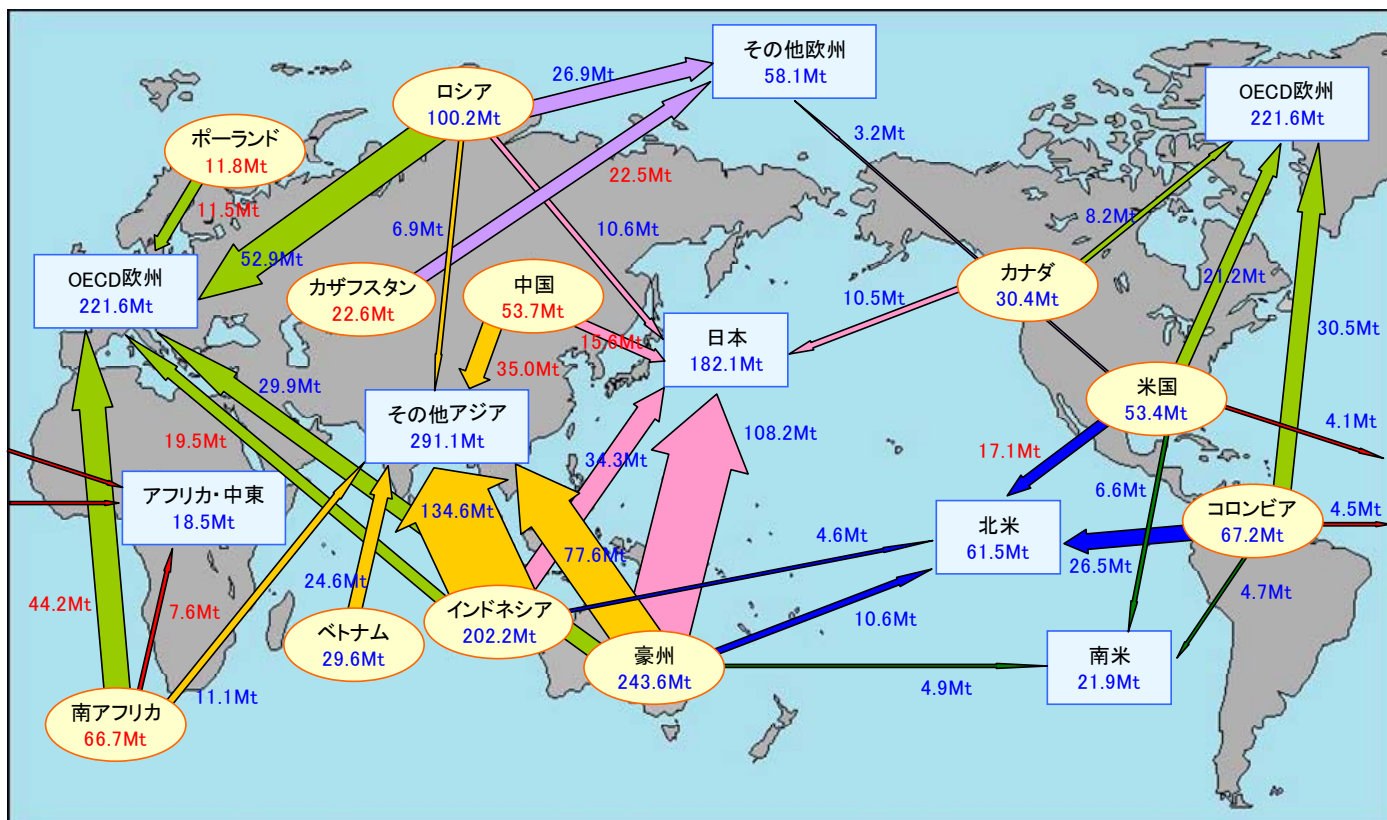 その他欧州
58.1Mt
ロシア
100.2Mt
26.9Mt
OECD欧州
221.6Mt
ポーランド
11.8Mt
3.2Mt
22.5Mt
11.5Mt
8.2Mt
6.9Mt
10.6Mt
52.9Mt
OECD欧州
221.6Mt
カザフスタン
22.6Mt
中国
53.7Mt
カナダ
30.4Mt
21.2Mt
10.5Mt
15.6Mt
日本
182.1Mt
30.5Mt
35.0Mt
29.9Mt
米国
53.4Mt
その他アジア
291.1Mt
4.1Mt
19.5Mt
108.2Mt
17.1Mt
34.3Mt
6.6Mt
アフリカ・中東
18.5Mt
134.6Mt
コロンビア
67.2Mt
4.5Mt
北米
61.5Mt
4.6Mt
77.6Mt
26.5Mt
24.6Mt
4.7Mt
44.2Mt
7.6Mt
インドネシア
202.2Mt
10.6Mt
ベトナム
29.6Mt
豪州
243.6Mt
南米
21.9Mt
4.9Mt
11.1Mt
南アフリカ
66.7Mt